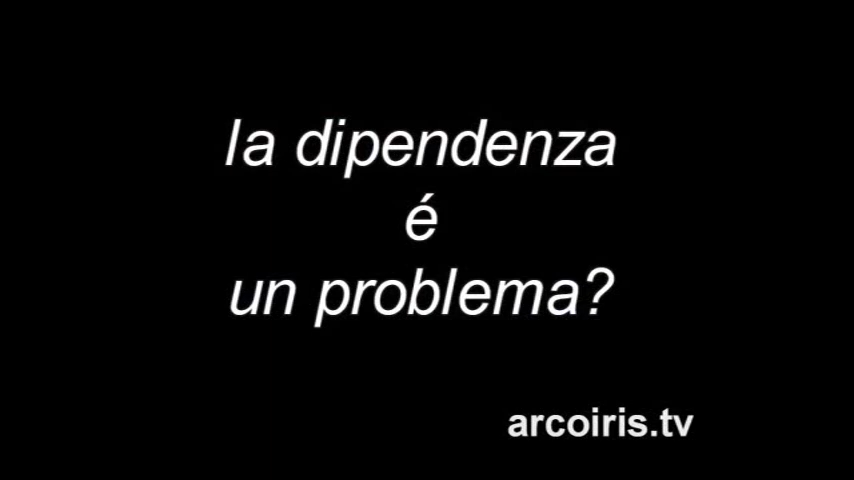 la dipendenza
é
un problema?
arcoiris.tv